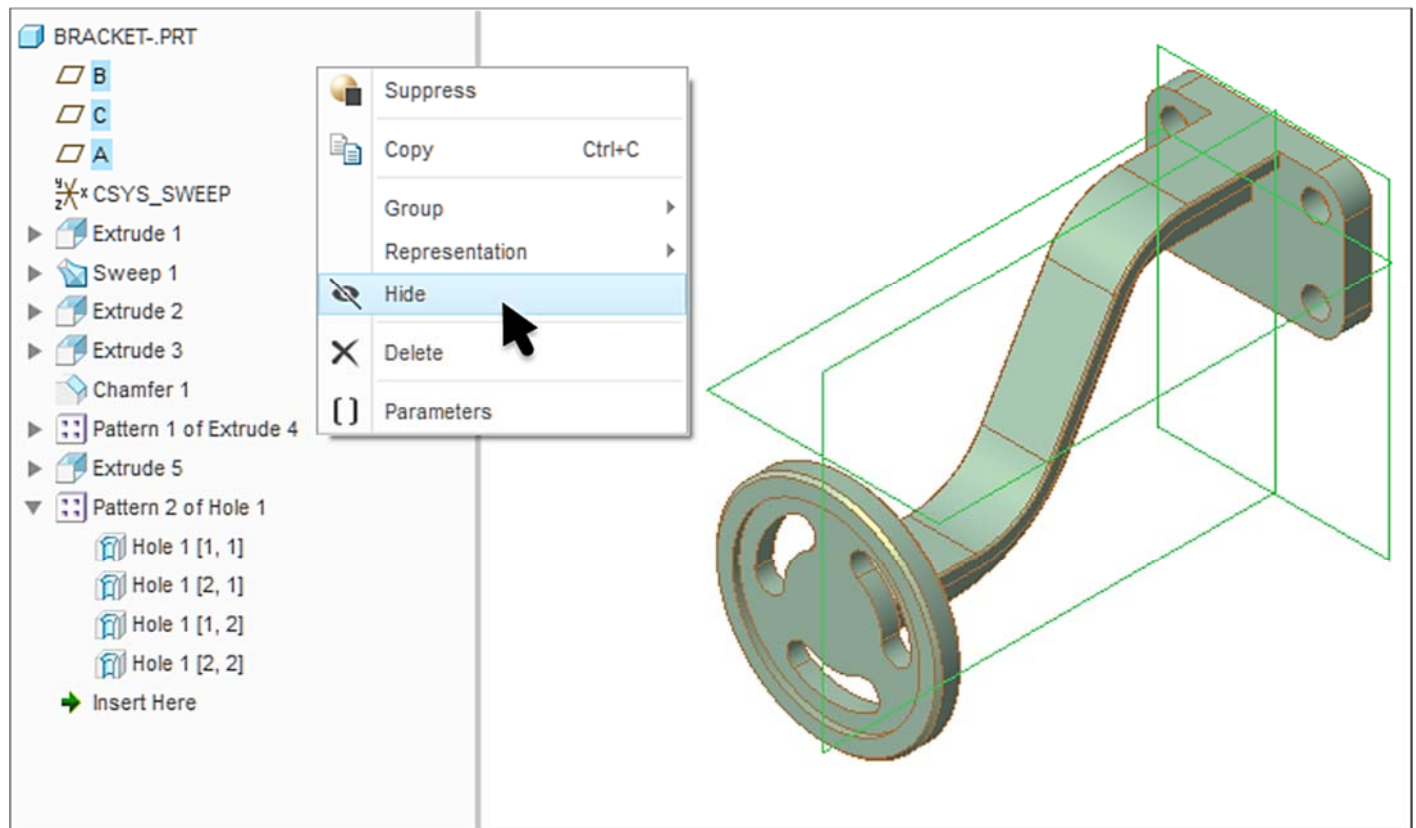 BRACKET-.PRT
B
C
A
y
x
z
CSYS_SWEEP
Extrude 1
Sweep 1
Extrude 2
Extrude 3
Chamfer 1
Pattern 1 of Extrude 4
Extrude 5
Pattern 2 of Hole 1
Hole 1 [1, 1]
Hole 1 [2, 1]
Hole 1 [1, 2]
Hole 1 [2, 2]
Insert Here
Suppress
Copy Ctrl+C
Group
Representation
Hide
Delete
Parameters